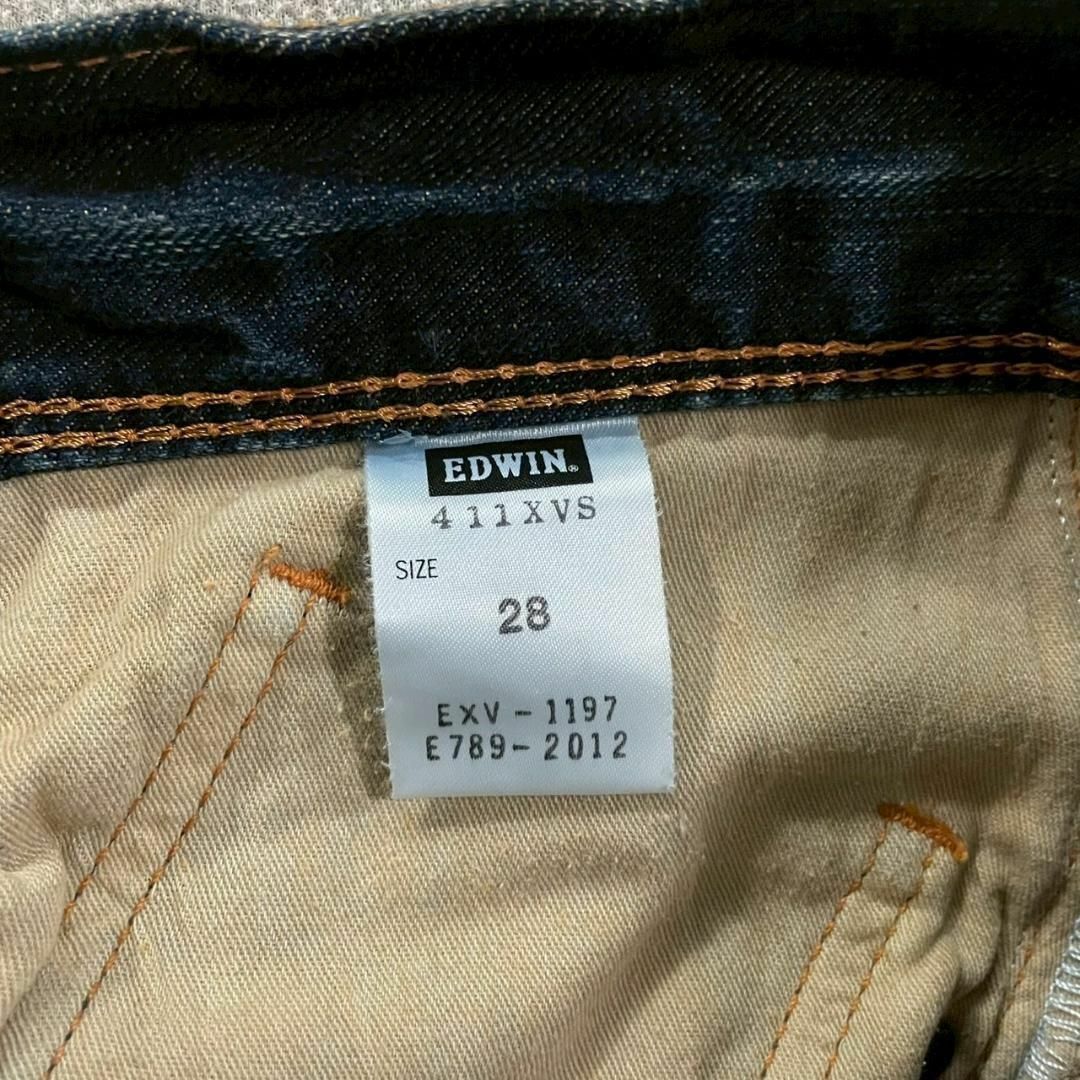 EDWIN®
411XVS
SIZE
28
EXV-1197
E789-2012